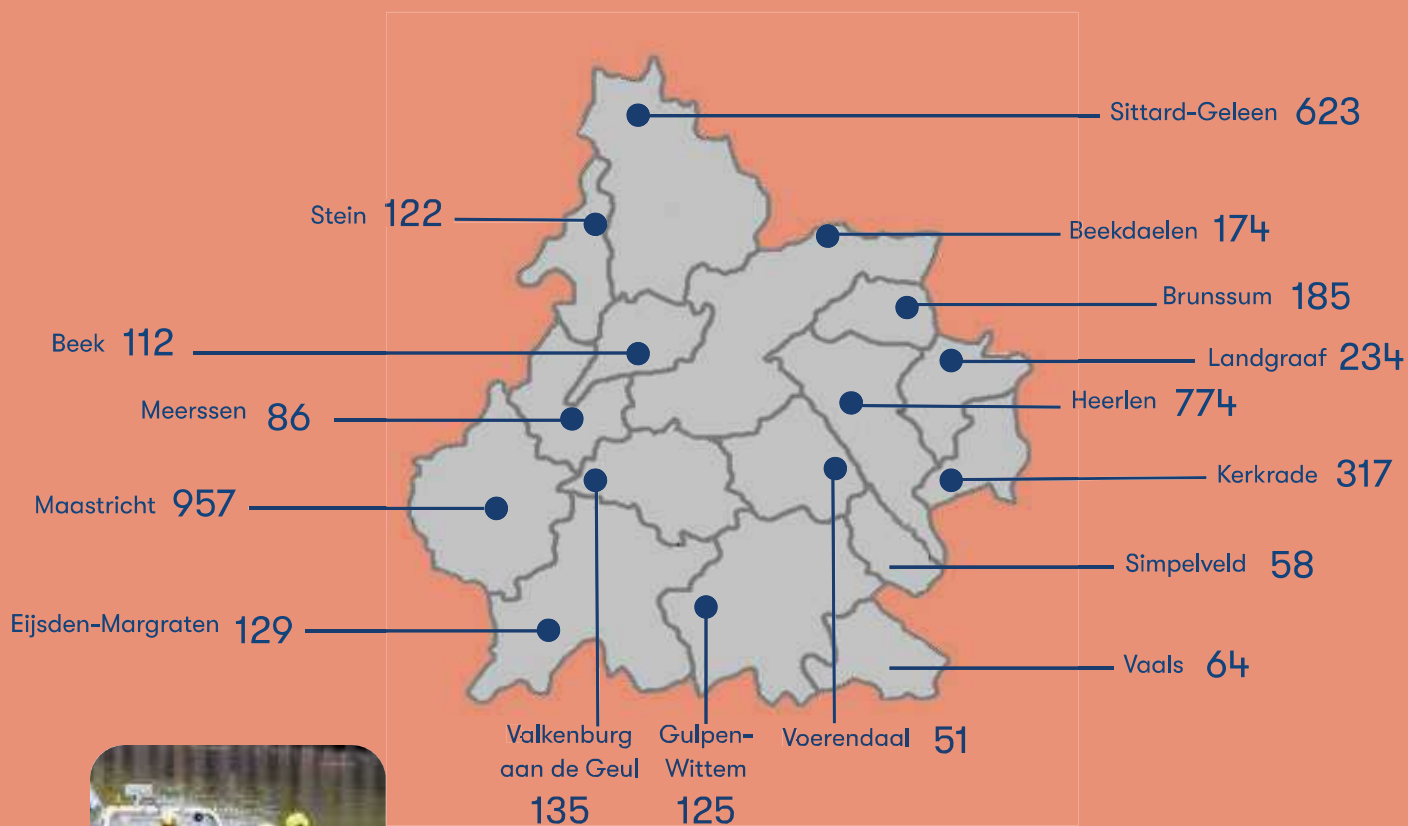 Sittard-Geleen 623
Stein 122
Beekdaelen 174
Brunssum 185
Beek 112
Landgraaf 234
Meerssen 86
Heerlen 774
Kerkrade 317
Maastricht 957
Simpelveld 58
Eijsden-Margraten 129
Vaals 64
Valkenburg
aan de Geul
135
Gulpen-
Wittem
125
Voerendaal 51